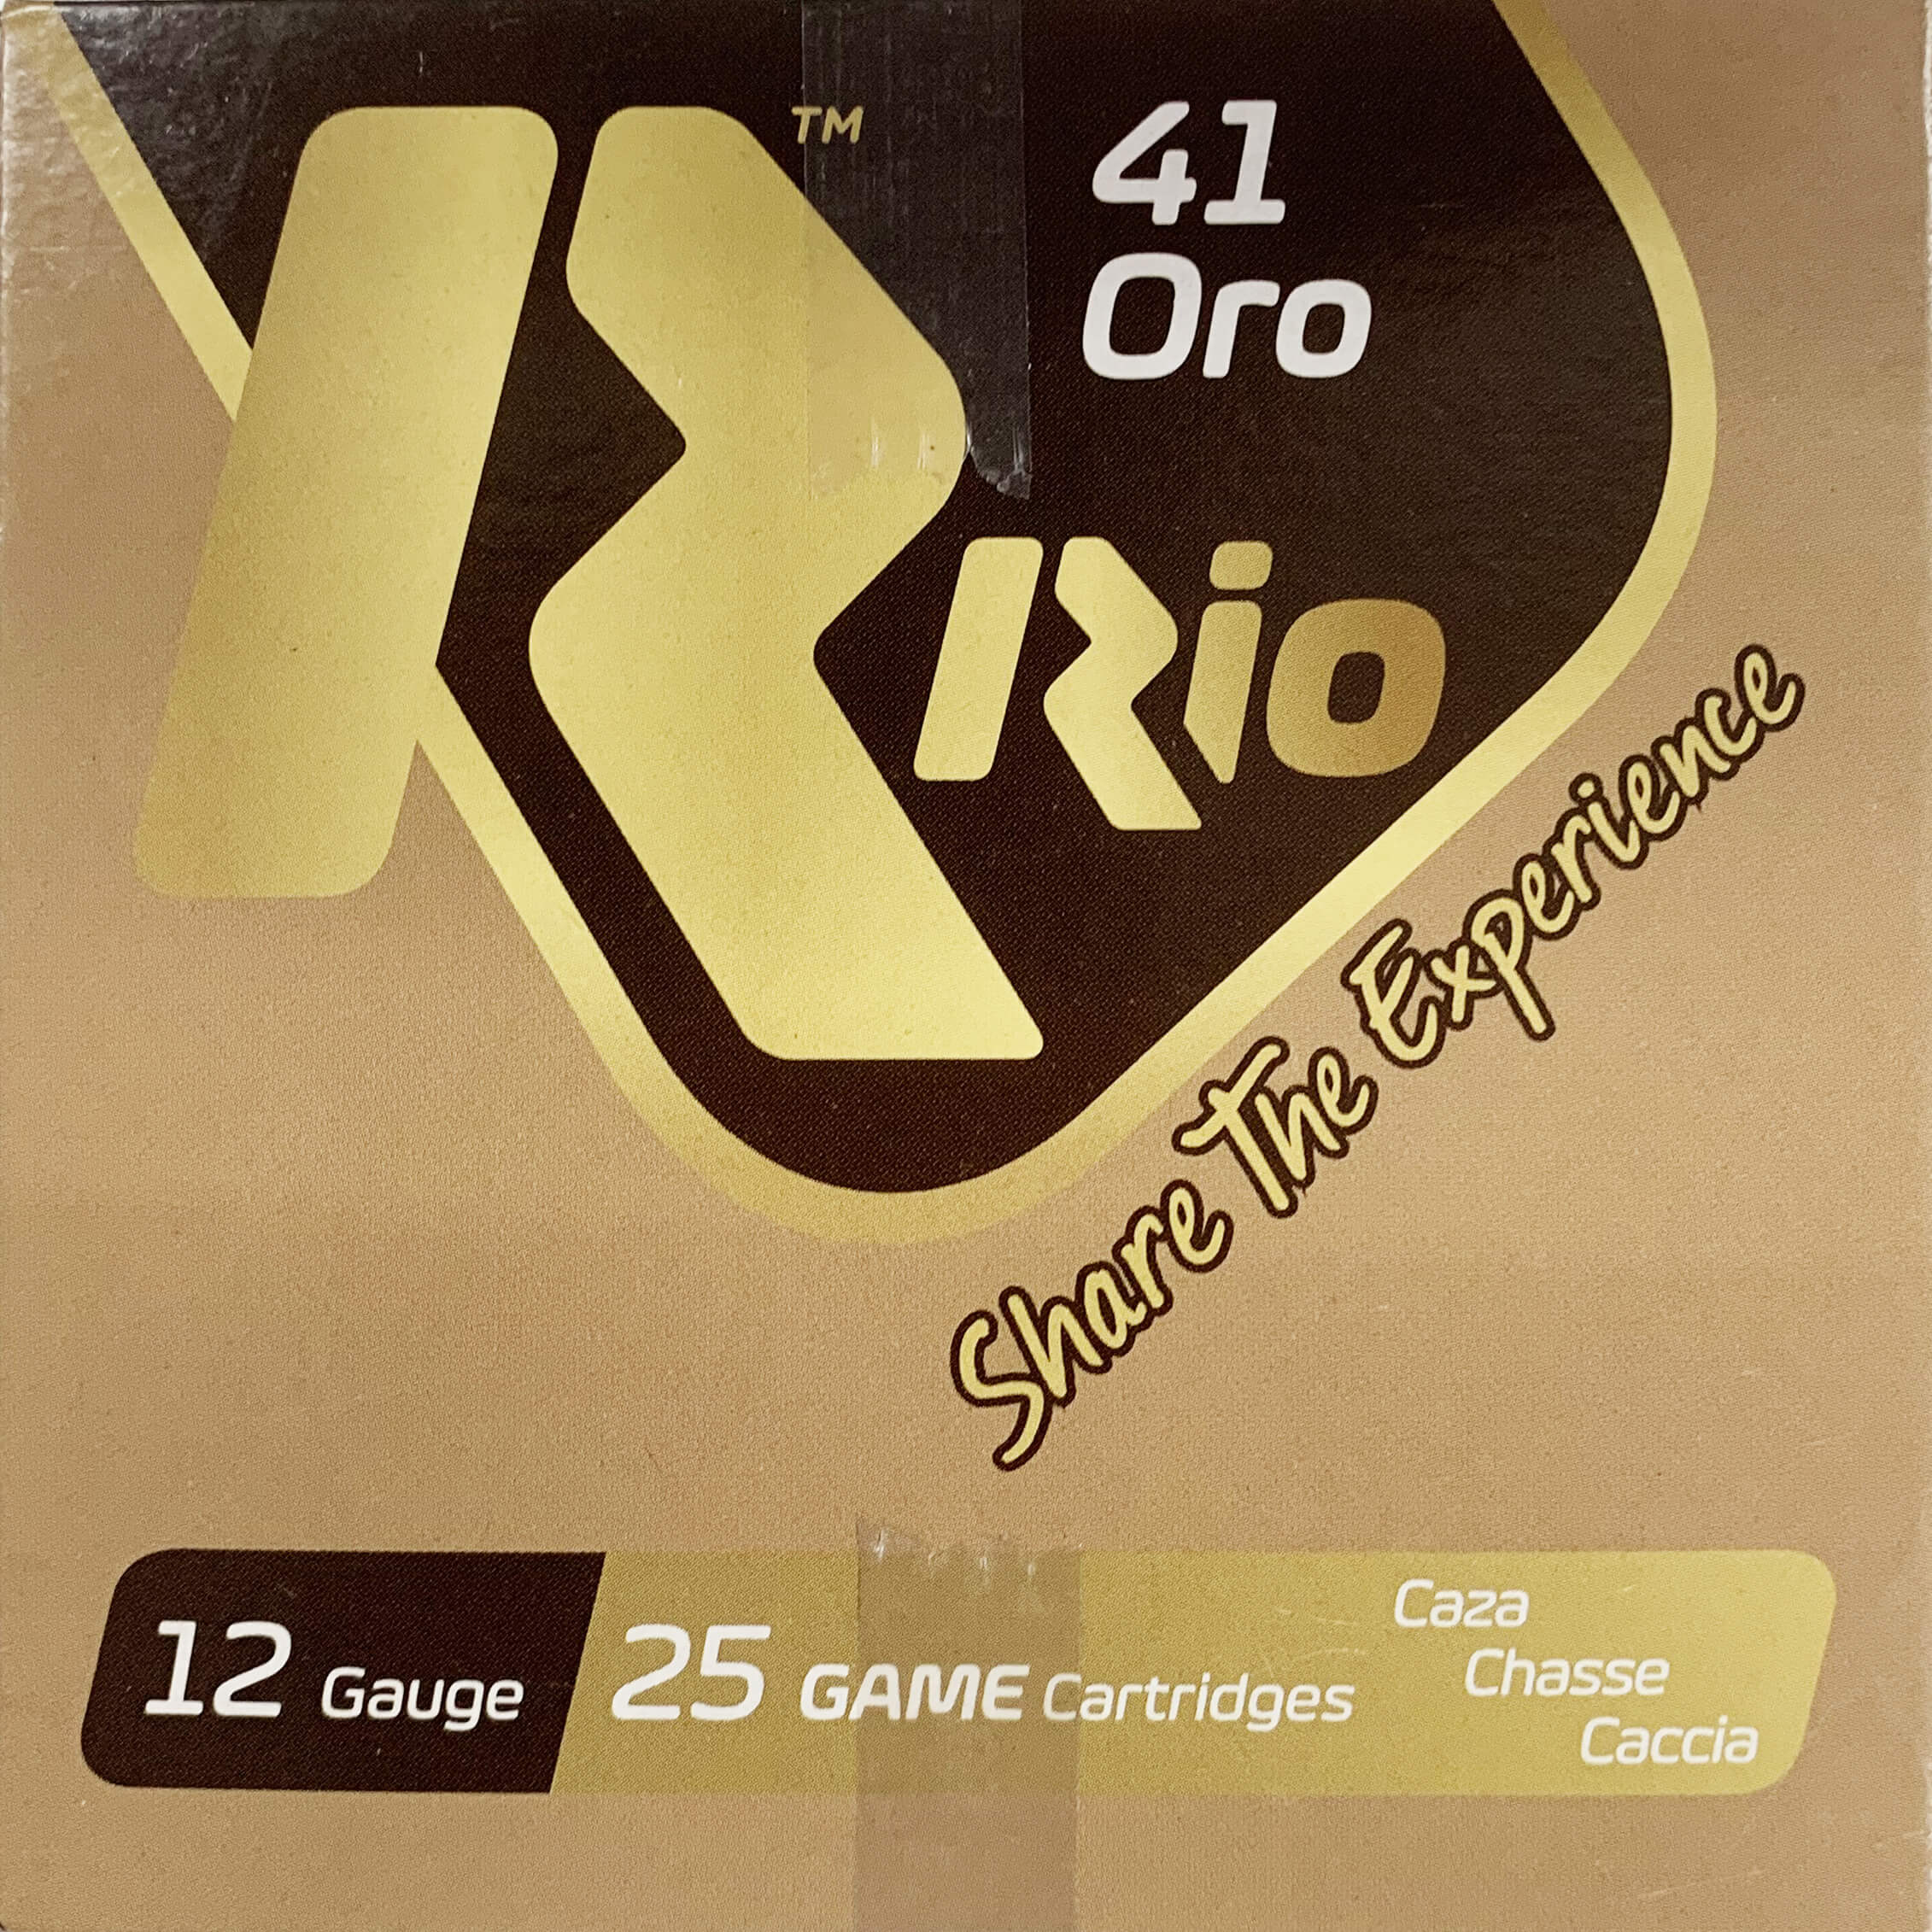 TM
41
Oro
Rio
Share The Experience
12 Gauge
25 GAME Cartridges
Caza
Chasse
Caccia